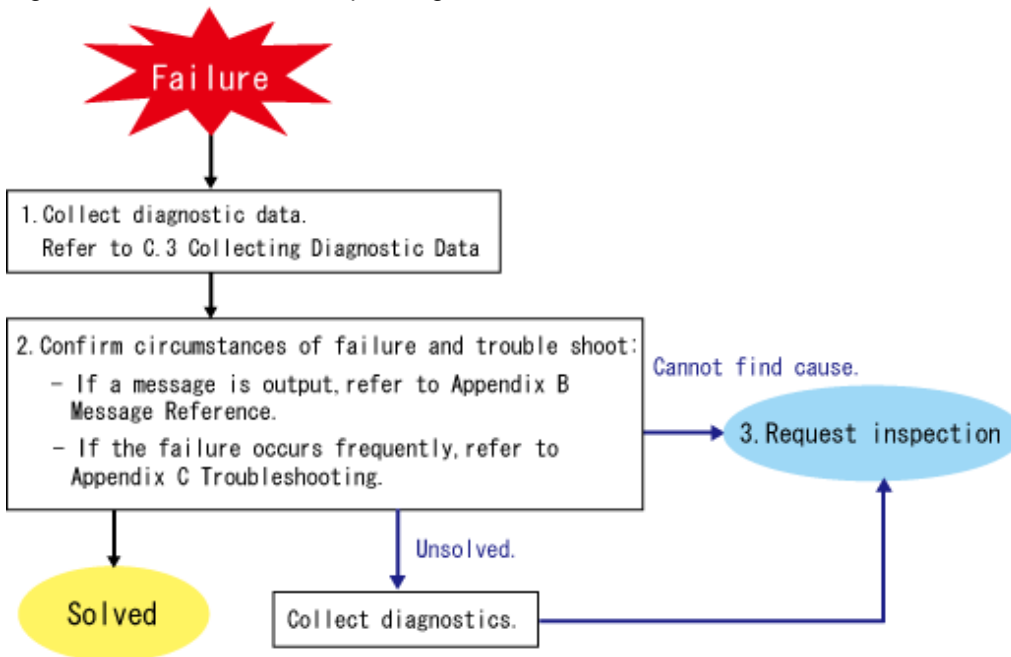 Failure
1.Collect diagnostic data.
Refer to C.3 Collecting Diagnostic Data
2.Confirm circumstances of failure and trouble shoot:
- If a message is output,refer to Appendix B
Message Reference.
- If the failure occurs frequently,refer to
Appendix C Troubleshooting.
Cannot find cause.
3.Request inspection
Unsolved.
Solved
Collect diagnostics.